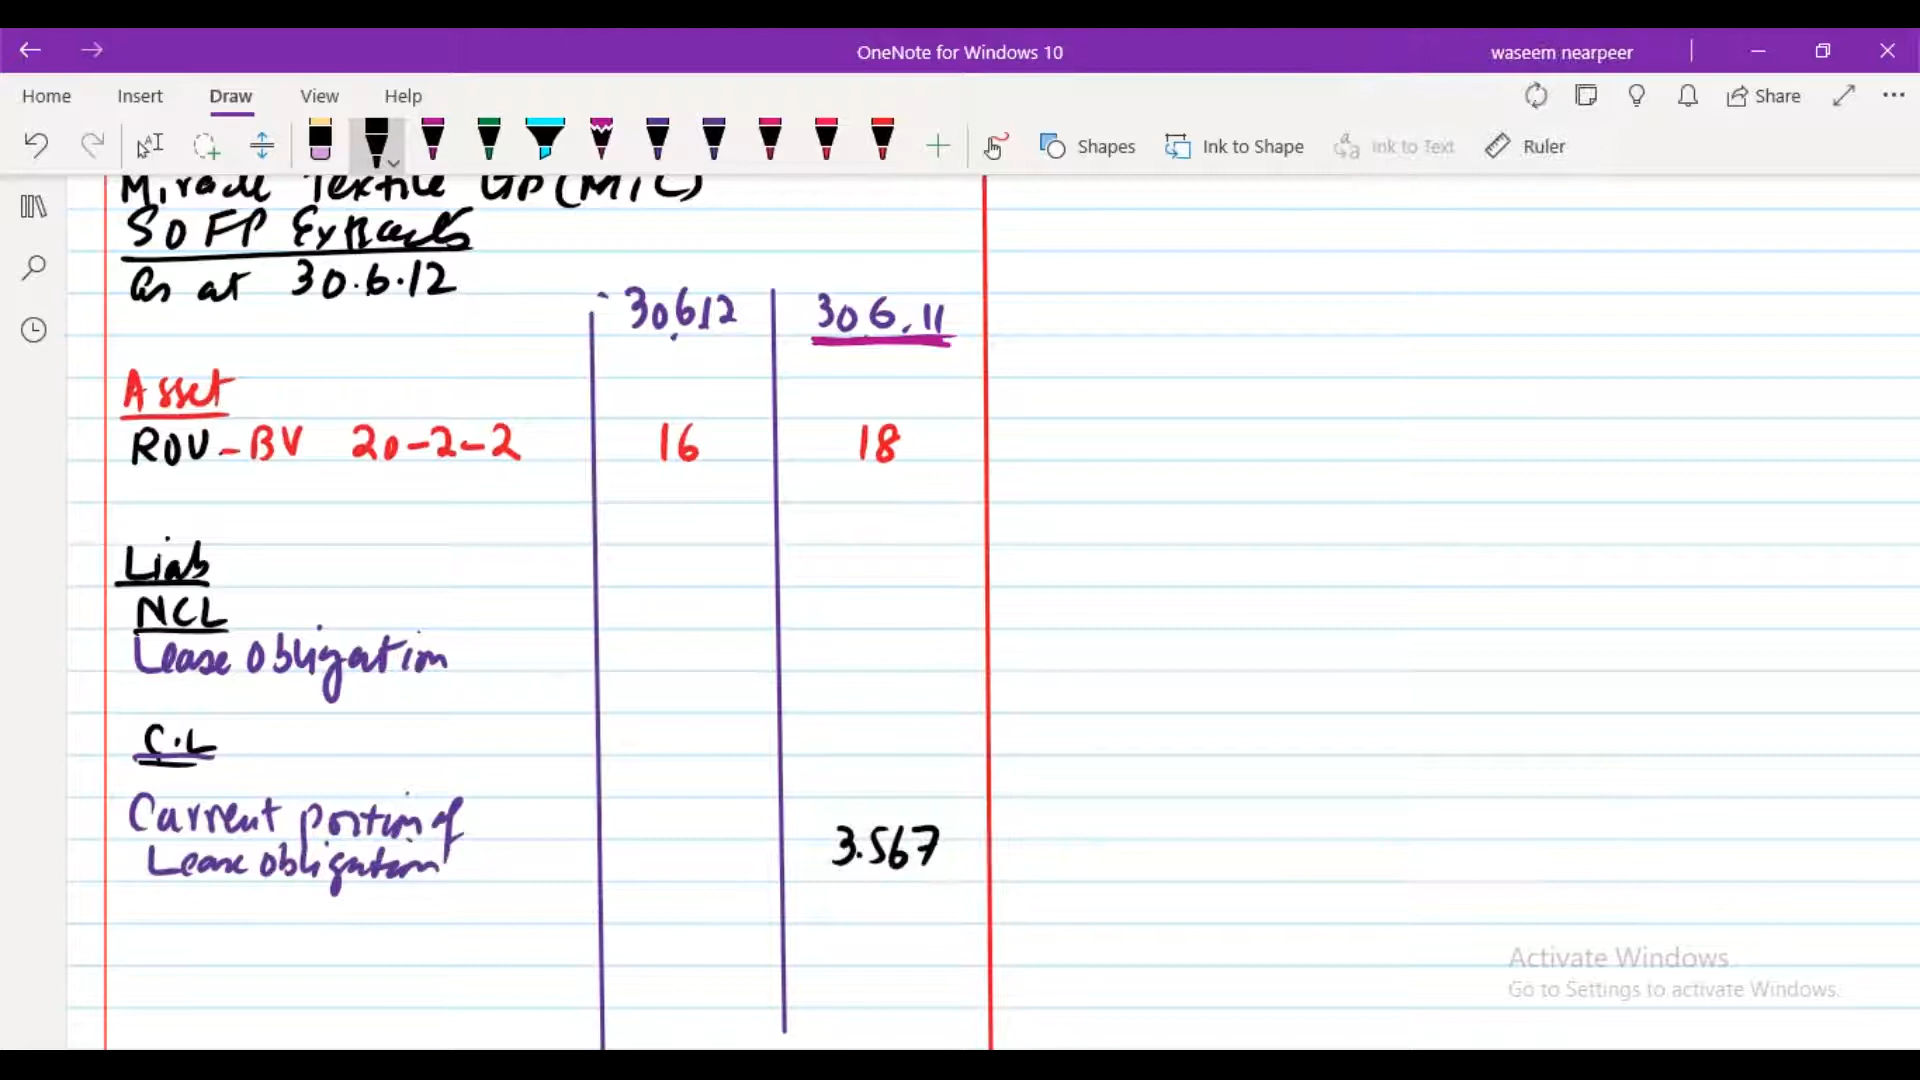 OneNote for Windows 10
waseem nearpeer
Home Insert Draw View Help
Share
Shapes Ink to Shape Ink to Text Ruler
Miracle Textile
SOFP Extracts
As at 30.6.12
30.6.12 30.6.11
Asset
ROU-BV 20-2-2 16 18
Liab
NCL
Lease obligation
C.L
Current portion of
Lease obligation 3.567
Activate Windows
Go to Settings to activate Windows.